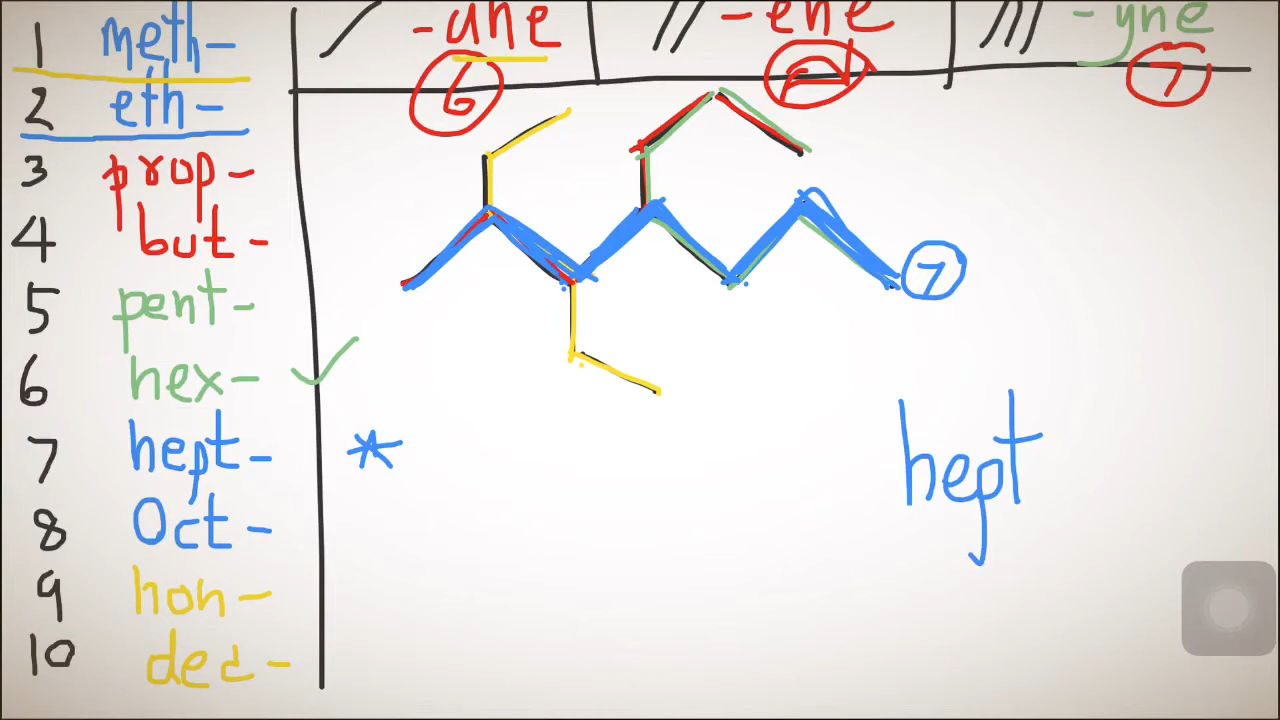 / -ane // -ene /// -yne
6 7
1 meth-
2 eth-
3 prop-
4 but-
5 pent-
6 hex- ✓
7 hept- *
8 Oct-
9 non-
10 dec-
7
hept